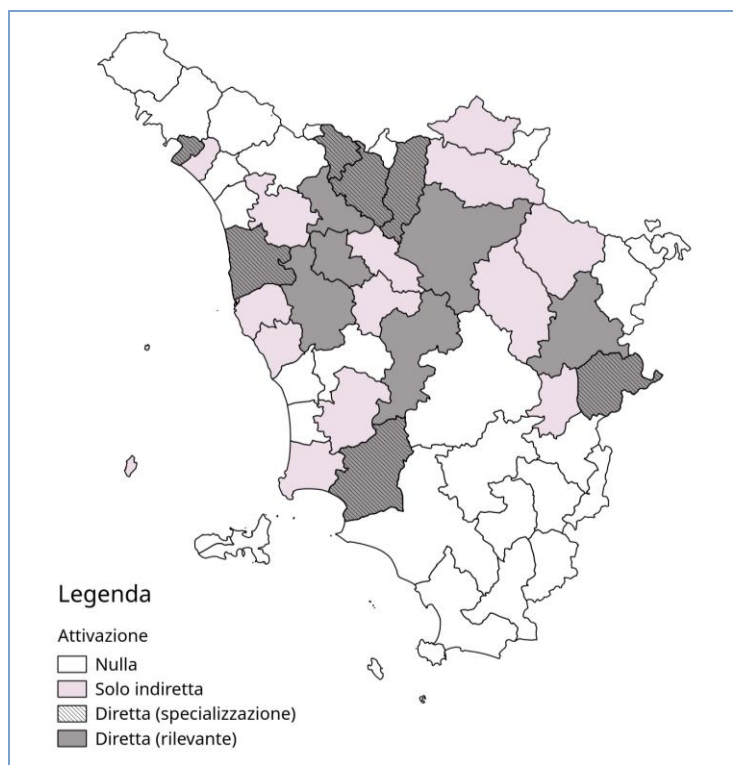 Legenda
Attivazione
Nulla
Solo indiretta
Diretta (specializzazione)
Diretta (rilevante)